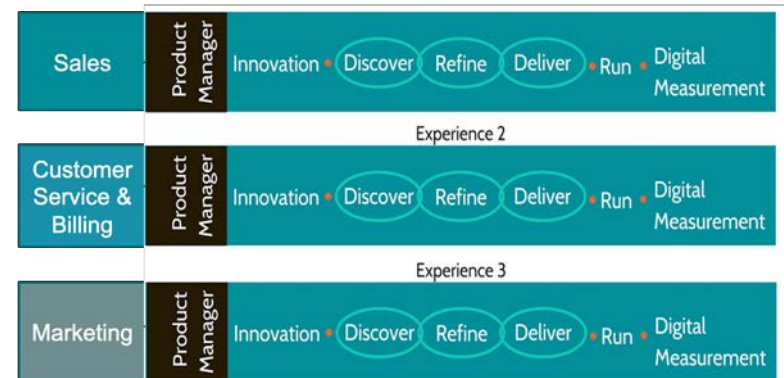 Sales
Product
Manager
Innovation • Discover Refine Deliver • Run • Digital
Measurement
Experience 2
Customer
Service &
Billing
Product
Manager
Innovation • Discover Refine Deliver • Run • Digital
Measurement
Experience 3
Marketing
Product
Manager
Innovation • Discover Refine Deliver • Run • Digital
Measurement